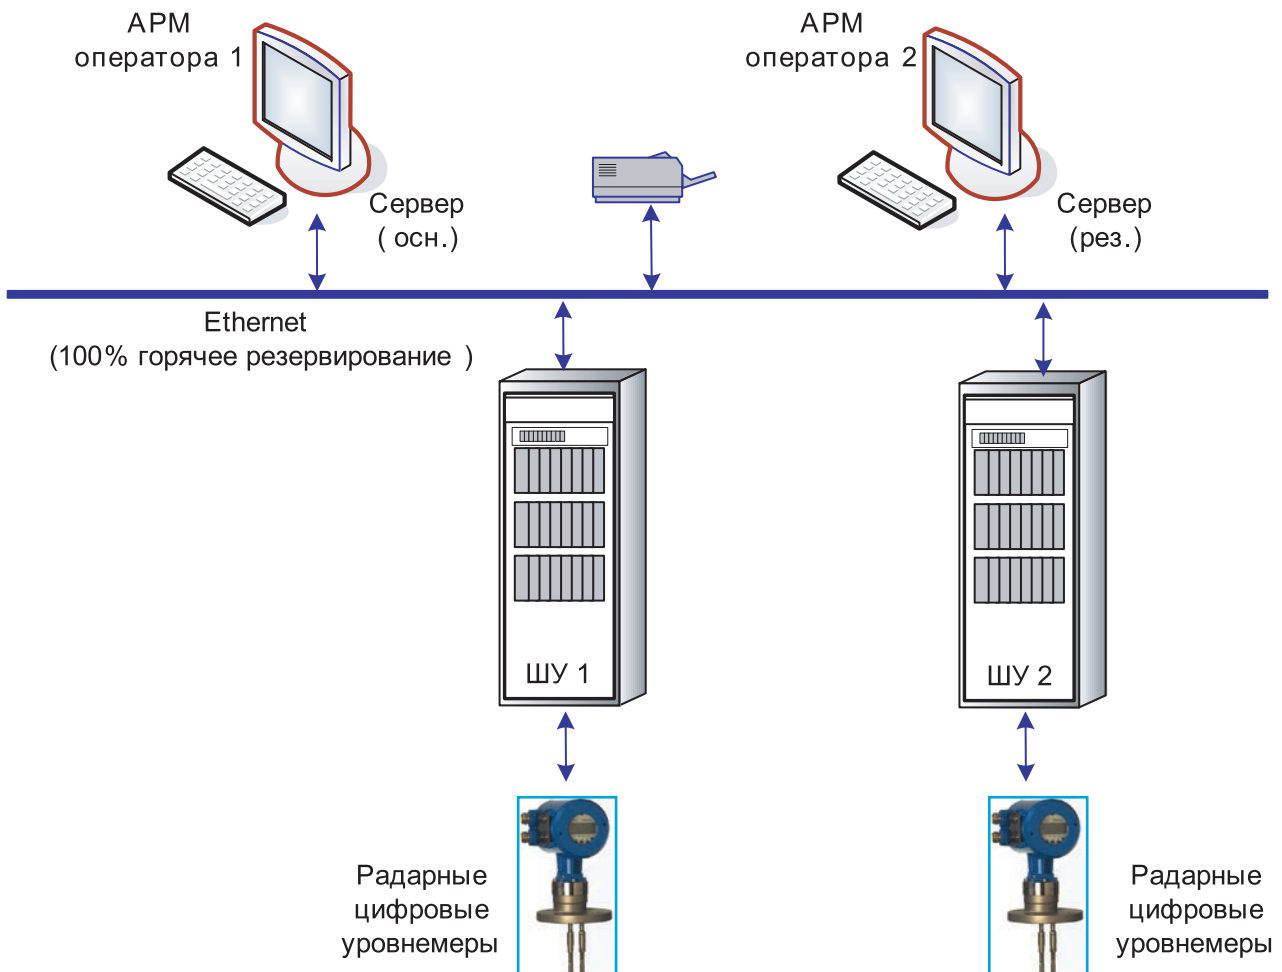 АРМ
оператора 1
АРМ
оператора 2
Сервер
( осн.)
Сервер
(рез.)
Ethernet
(100% горячее резервирование )
ШУ 1
ШУ 2
Радарные
цифровые
уровнемеры
Радарные
цифровые
уровнемеры